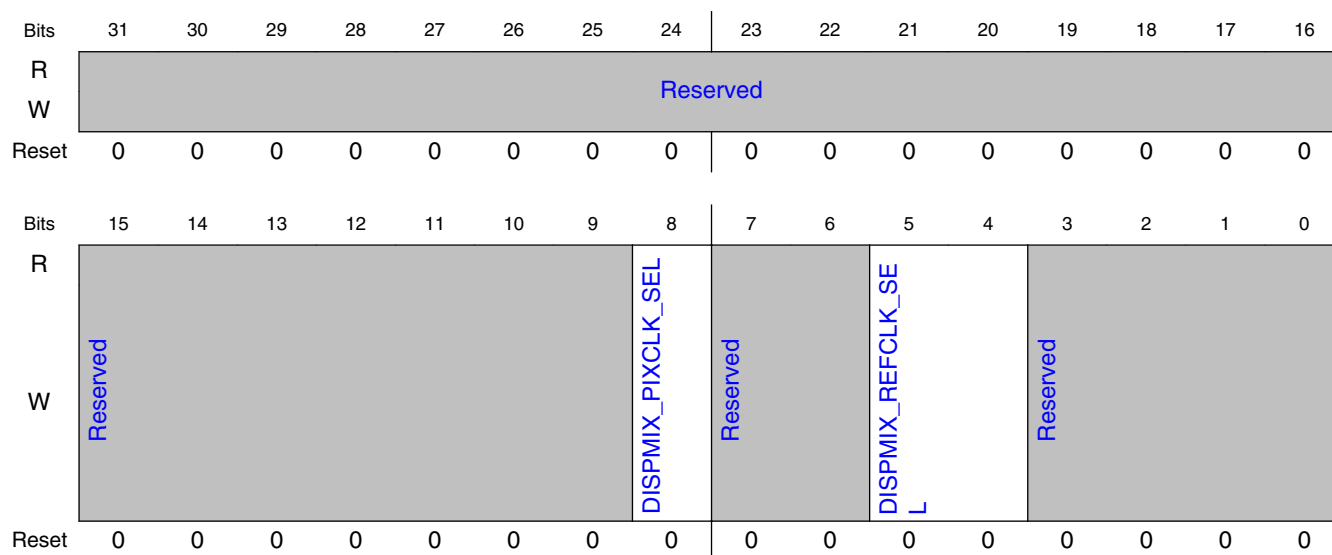 Bits 31 30 29 28 27 26 25 24 23 22 21 20 19 18 17 16
R
Reserved
W
Reset 0 0 0 0 0 0 0 0 0 0 0 0 0 0 0 0
Bits 15 14 13 12 11 10 9 8 7 6 5 4 3 2 1 0
R
W
Reserved
DISPMIX_PIXCLK_SEL
Reserved
DISPMIX_REFCLK_SE
L
Reserved
Reset 0 0 0 0 0 0 0 0 0 0 0 0 0 0 0 0